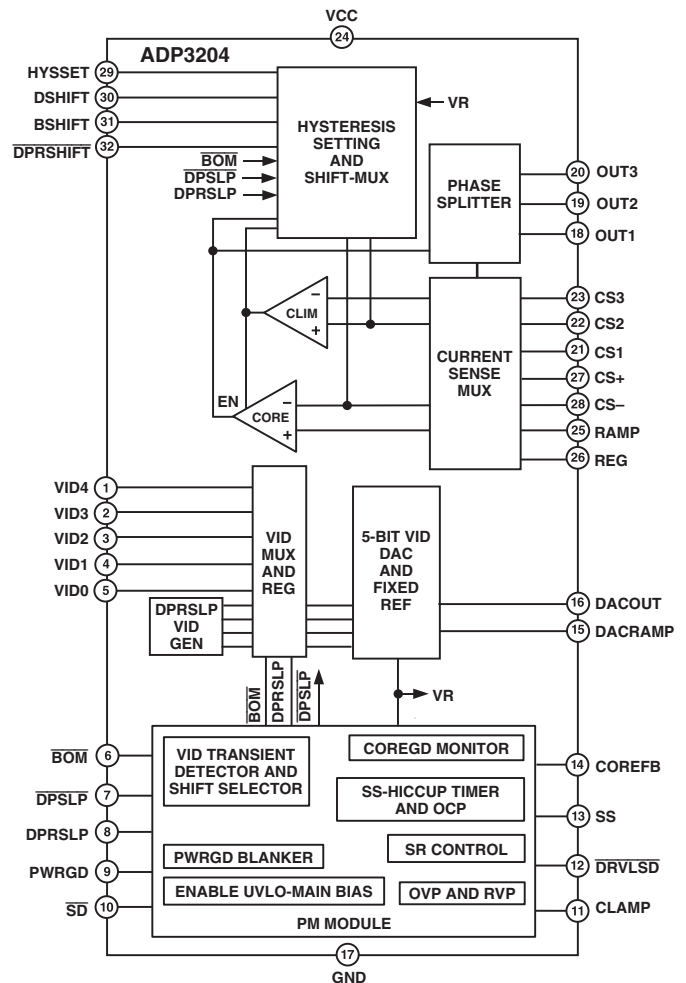 VCC
24
ADP3204
HYSSET 29
DSHIFT 30
BSHIFT 31
DPRSHIFT 32
HYSTERESIS
SETTING
AND
SHIFT-MUX
VR
BOM
DPSLP
DPRSLP
PHASE
SPLITTER
20 OUT3
19 OUT2
18 OUT1
– CLIM +
EN
– CORE +
CURRENT
SENSE
MUX
23 CS3
22 CS2
21 CS1
27 CS+
28 CS–
25 RAMP
26 REG
VID4 1
VID3 2
VID2 3
VID1 4
VID0 5
VID
MUX
AND
REG
DPRSLP
VID
GEN
5-BIT VID
DAC
AND
FIXED
REF
16 DACOUT
15 DACRAMP
BOM
DPRSLP
DPSLP
VR
BOM 6
DPSLP 7
DPRSLP 8
PWRGD 9
SD 10
VID TRANSIENT
DETECTOR AND
SHIFT SELECTOR
COREGD MONITOR
SS-HICCUP TIMER
AND OCP
PWRGD BLANKER
SR CONTROL
ENABLE UVLO-MAIN BIAS
OVP AND RVP
PM MODULE
14 COREFB
13 SS
12 DRVLSD
11 CLAMP
17
GND